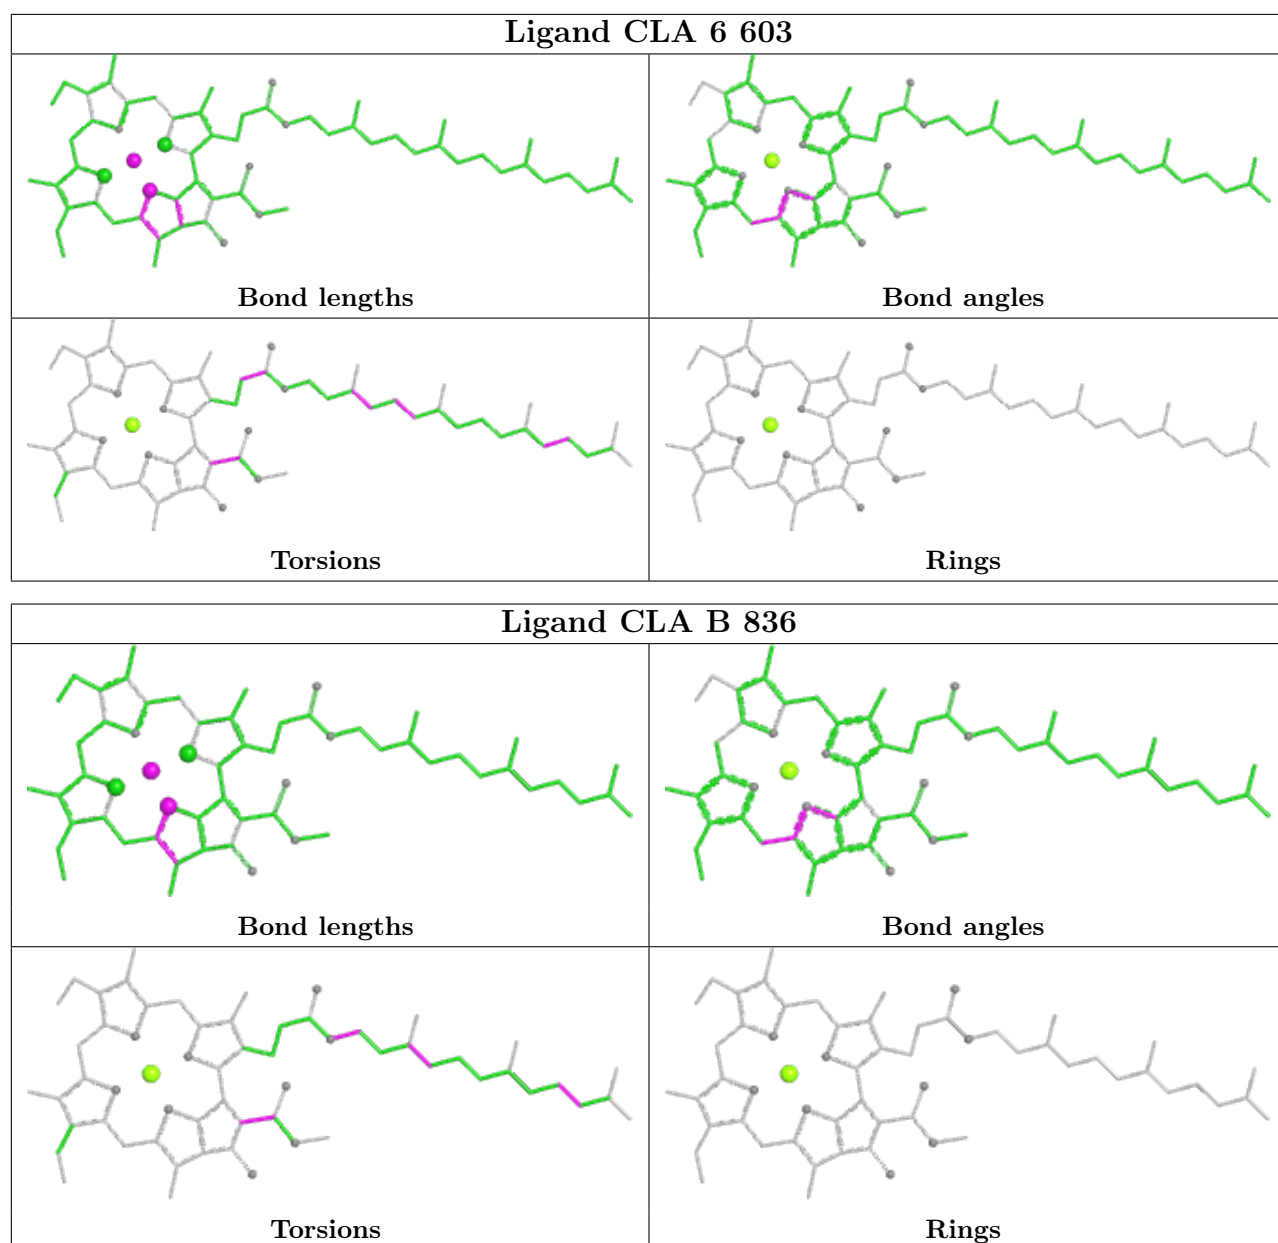 Ligand CLA 6 603
Bond lengths
Bond angles
Torsions
Rings
Ligand CLA B 836
Bond lengths
Bond angles
Torsions
Rings